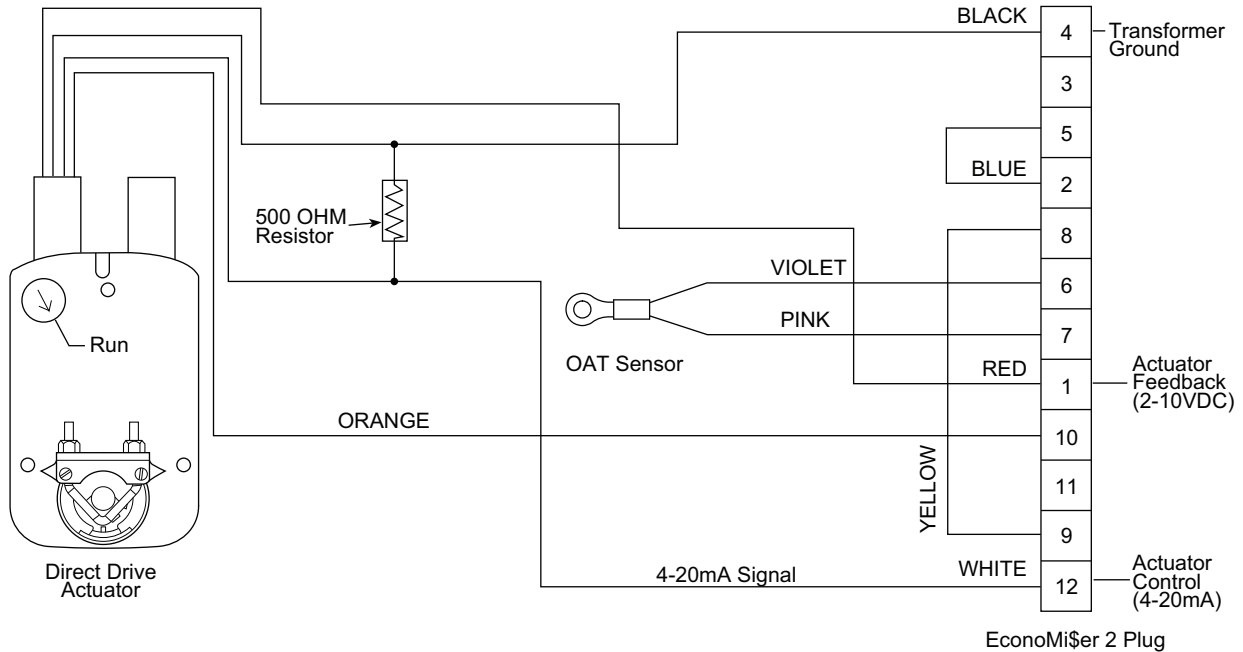 BLACK
4
Transformer
Ground
3
5
BLUE
2
500 OHM
Resistor
8
VIOLET
6
PINK
7
Run
OAT Sensor
RED
1
Actuator
Feedback
(2-10VDC)
ORANGE
10
YELLOW
11
9
Direct Drive
Actuator
4-20mA Signal
WHITE
12
Actuator
Control
(4-20mA)
EconoMi$er 2 Plug